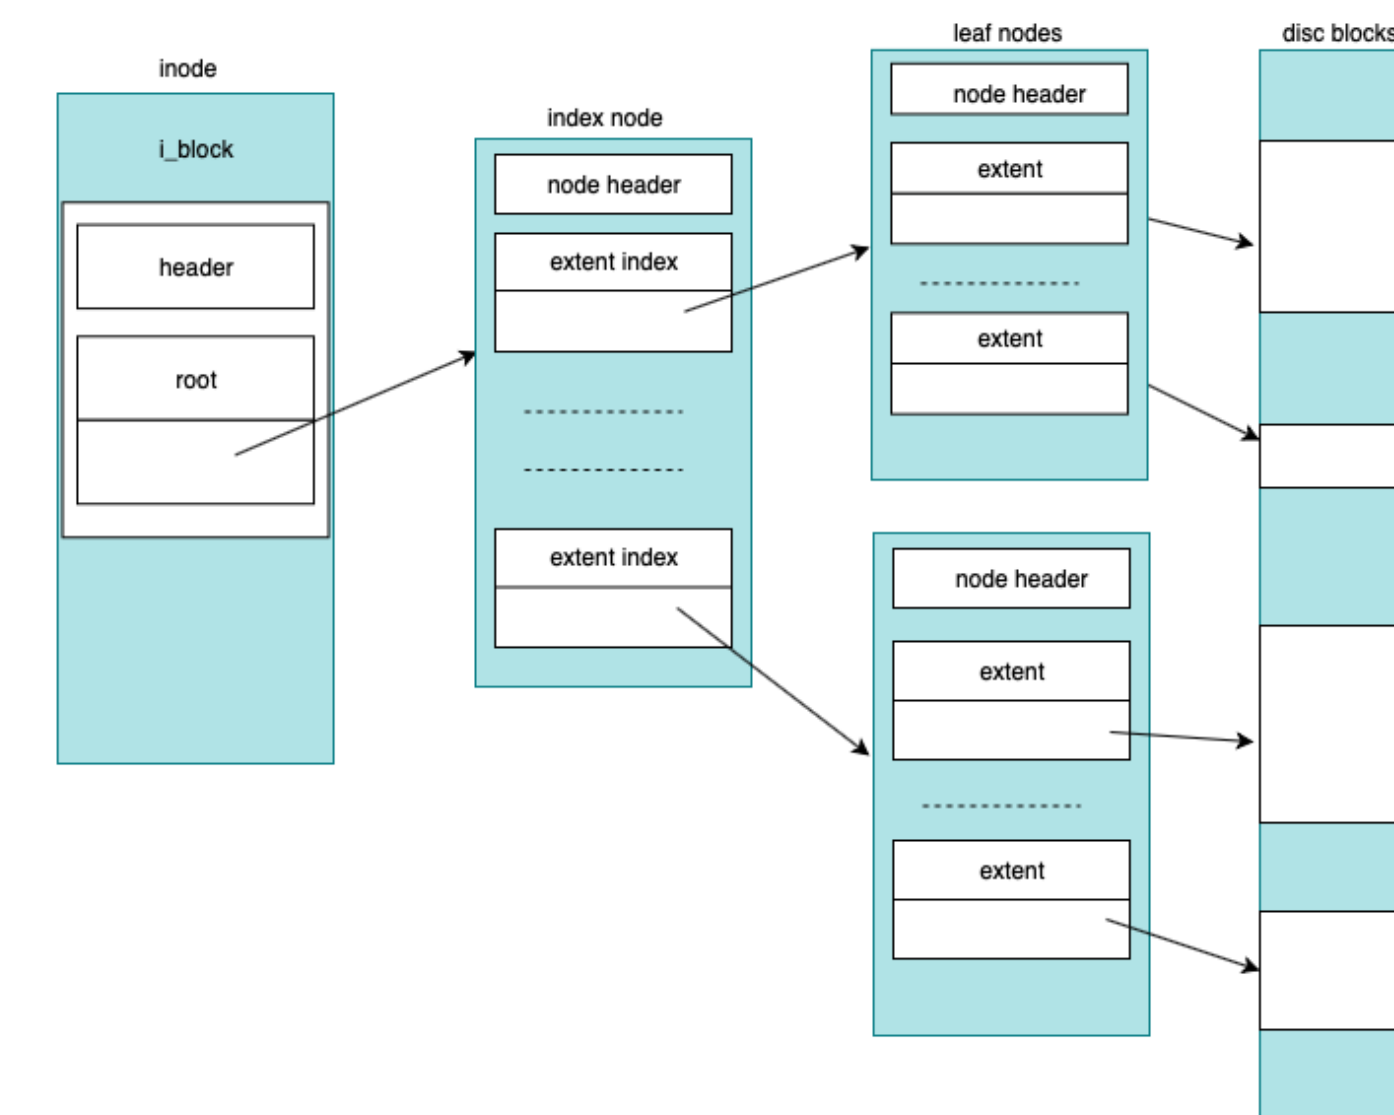 inode
i_block
header
root
index node
node header
extent index
extent index
leaf nodes
node header
extent
extent
node header
extent
extent
disc blocks